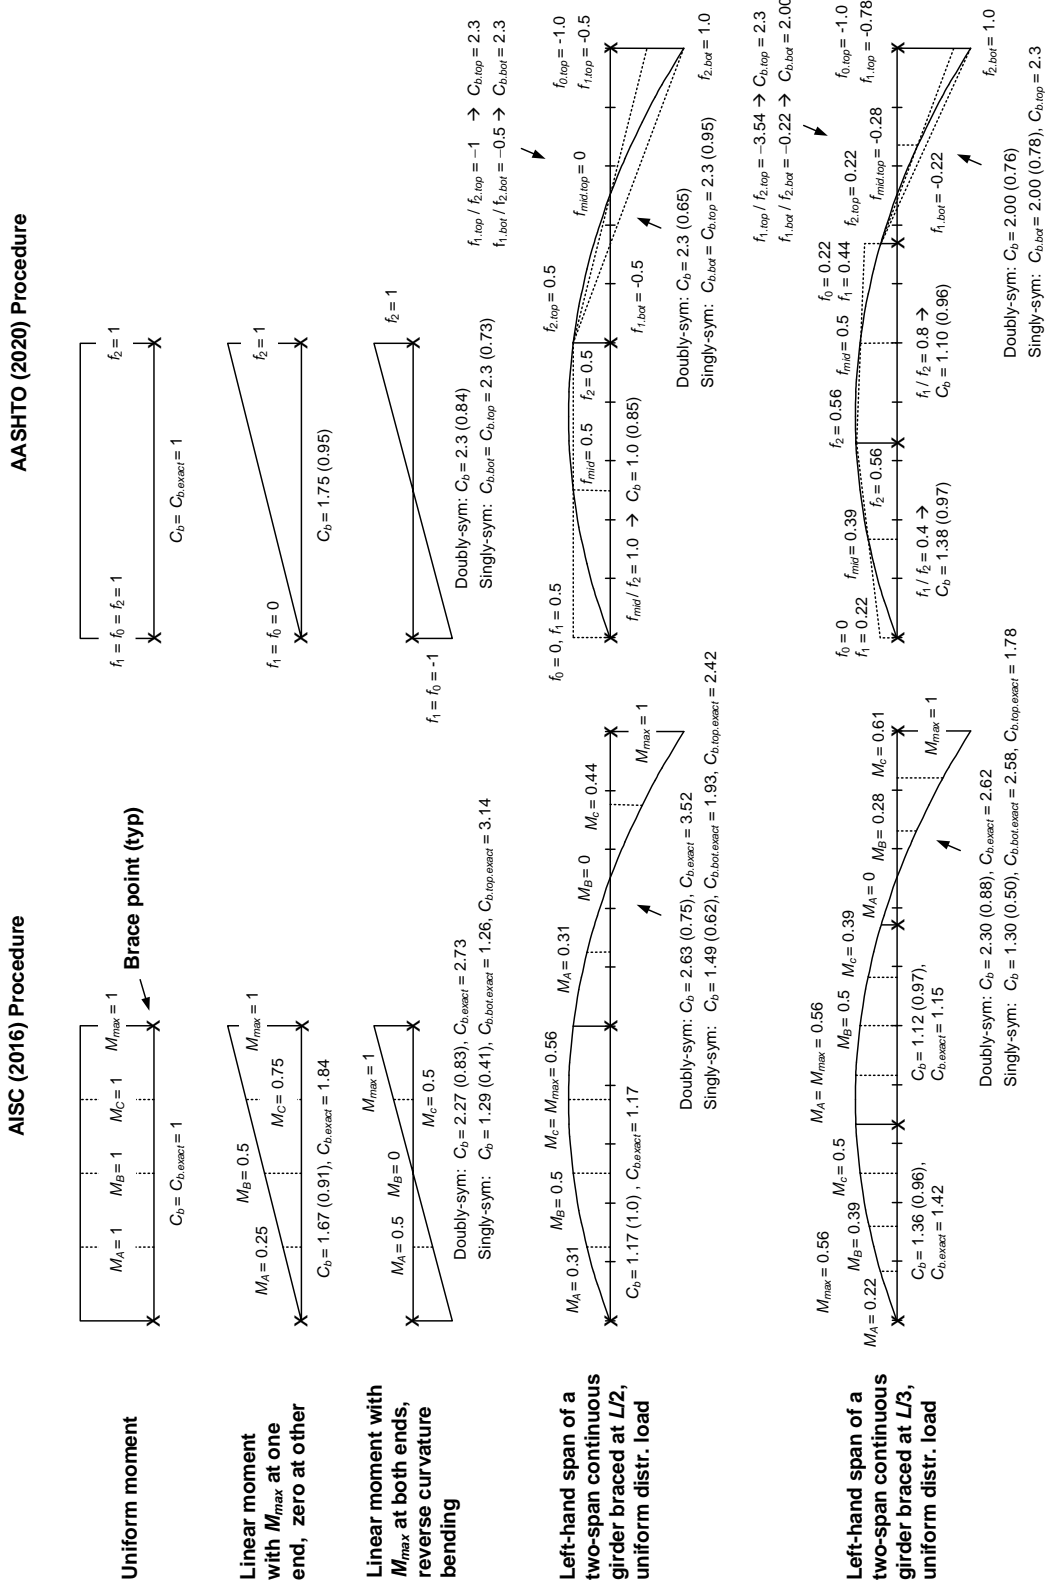 AISC (2016) Procedure
AASHTO (2020) Procedure
Uniform moment
M_A = 1
M_B = 1
M_C = 1
M_max = 1
Brace point (typ)
C_b = C_b.exact = 1
f_1 = f_0 = f_2 = 1
f_2 = 1
C_b = C_b.exact = 1
Linear moment
with M_max at one
end, zero at other
M_A = 0.25
M_B = 0.5
M_C = 0.75
M_max = 1
C_b = 1.67 (0.91), C_b.exact = 1.84
f_1 = f_0 = 0
f_2 = 1
C_b = 1.75 (0.95)
Linear moment with
M_max at both ends,
reverse curvature
bending
M_A = 0.5
M_B = 0
M_c = 0.5
M_max = 1
Doubly-sym: C_b = 2.27 (0.83), C_b.exact = 2.73
Singly-sym: C_b = 1.29 (0.41), C_b.bot.exact = 1.26, C_b.top.exact = 3.14
f_1 = f_0 = -1
f_2 = 1
Doubly-sym: C_b = 2.3 (0.84)
Singly-sym: C_b.bot = C_b.top = 2.3 (0.73)
Left-hand span of a
two-span continuous
girder braced at L/2,
uniform distr. load
M_A = 0.31
M_B = 0.5
M_c = M_max = 0.56
C_b = 1.17 (1.0) , C_b.exact = 1.17
M_A = 0.31
M_B = 0
M_c = 0.44
M_max = 1
Doubly-sym: C_b = 2.63 (0.75), C_b.exact = 3.52
Singly-sym: C_b = 1.49 (0.62), C_b.bot.exact = 1.93, C_b.top.exact = 2.42
f_0 = 0, f_1 = 0.5
f_mid = 0.5
f_2 = 0.5
f_mid / f_2 = 1.0 → C_b = 1.0 (0.85)
f_1.top / f_2.top = −1 → C_b.top = 2.3
f_1.bot / f_2.bot = −0.5 → C_b.bot = 2.3
f_2.top = 0.5
f_mid.top = 0
f_0.top = -1.0
f_1.top = -0.5
f_1.bot = -0.5
f_2.bot = 1.0
Doubly-sym: C_b = 2.3 (0.65)
Singly-sym: C_b.bot = C_b.top = 2.3 (0.95)
Left-hand span of a
two-span continuous
girder braced at L/3,
uniform distr. load
M_A = 0.22
M_B = 0.39
M_c = 0.5
M_max = 0.56
C_b = 1.36 (0.96),
C_b.exact = 1.42
M_A = M_max = 0.56
M_B = 0.5
M_c = 0.39
C_b = 1.12 (0.97),
C_b.exact = 1.15
M_A = 0
M_B = 0.28
M_c = 0.61
M_max = 1
Doubly-sym: C_b = 2.30 (0.88), C_b.exact = 2.62
Singly-sym: C_b = 1.30 (0.50), C_b.bot.exact = 2.58, C_b.top.exact = 1.78
f_0 = 0
f_1 = 0.22
f_mid = 0.39
f_2 = 0.56
f_1 / f_2 = 0.4 →
C_b = 1.38 (0.97)
f_2 = 0.56
f_mid = 0.5
f_0 = 0.22
f_1 = 0.44
f_1 / f_2 = 0.8 →
C_b = 1.10 (0.96)
f_1.top / f_2.top = −3.54 → C_b.top = 2.3
f_1.bot / f_2.bot = −0.22 → C_b.bot = 2.00
f_2.top = 0.22
f_mid.top = -0.28
f_0.top = -1.0
f_1.top = -0.78
f_1.bot = -0.22
f_2.bot = 1.0
Doubly-sym: C_b = 2.00 (0.76)
Singly-sym: C_b.bot = 2.00 (0.78), C_b.top = 2.3